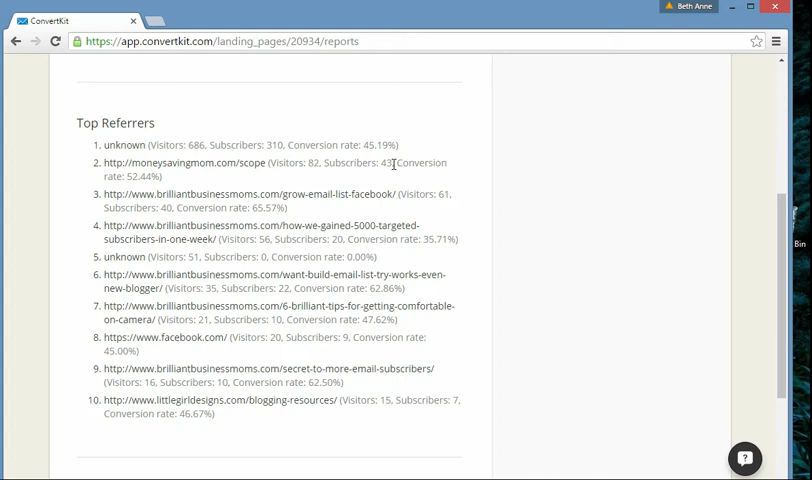 Beth Anne
ConvertKit
https://app.convertkit.com/landing_pages/20934/reports
Top Referrers
1. unknown (Visitors: 686, Subscribers: 310, Conversion rate: 45.19%)
2. http://moneysavingmom.com/scope (Visitors: 82, Subscribers: 43, Conversion
rate: 52.44%)
3. http://www.brilliantbusinessmoms.com/grow-email-list-facebook/ (Visitors: 61,
Subscribers: 40, Conversion rate: 65.57%)
4. http://www.brilliantbusinessmoms.com/how-we-gained-5000-targeted-
subscribers-in-one-week/ (Visitors: 56, Subscribers: 20, Conversion rate: 35.71%)
5. unknown (Visitors: 51, Subscribers: 0, Conversion rate: 0.00%)
6. http://www.brilliantbusinessmoms.com/want-build-email-list-try-works-even-
new-blogger/ (Visitors: 35, Subscribers: 22, Conversion rate: 62.86%)
7. http://www.brilliantbusinessmoms.com/6-brilliant-tips-for-getting-comfortable-
on-camera/ (Visitors: 21, Subscribers: 10, Conversion rate: 47.62%)
8. https://www.facebook.com/ (Visitors: 20, Subscribers: 9, Conversion rate:
45.00%)
9. http://www.brilliantbusinessmoms.com/secret-to-more-email-subscribers/
(Visitors: 16, Subscribers: 10, Conversion rate: 62.50%)
10. http://www.littlegirldesigns.com/blogging-resources/ (Visitors: 15, Subscribers: 7,
Conversion rate: 46.67%)
Bin